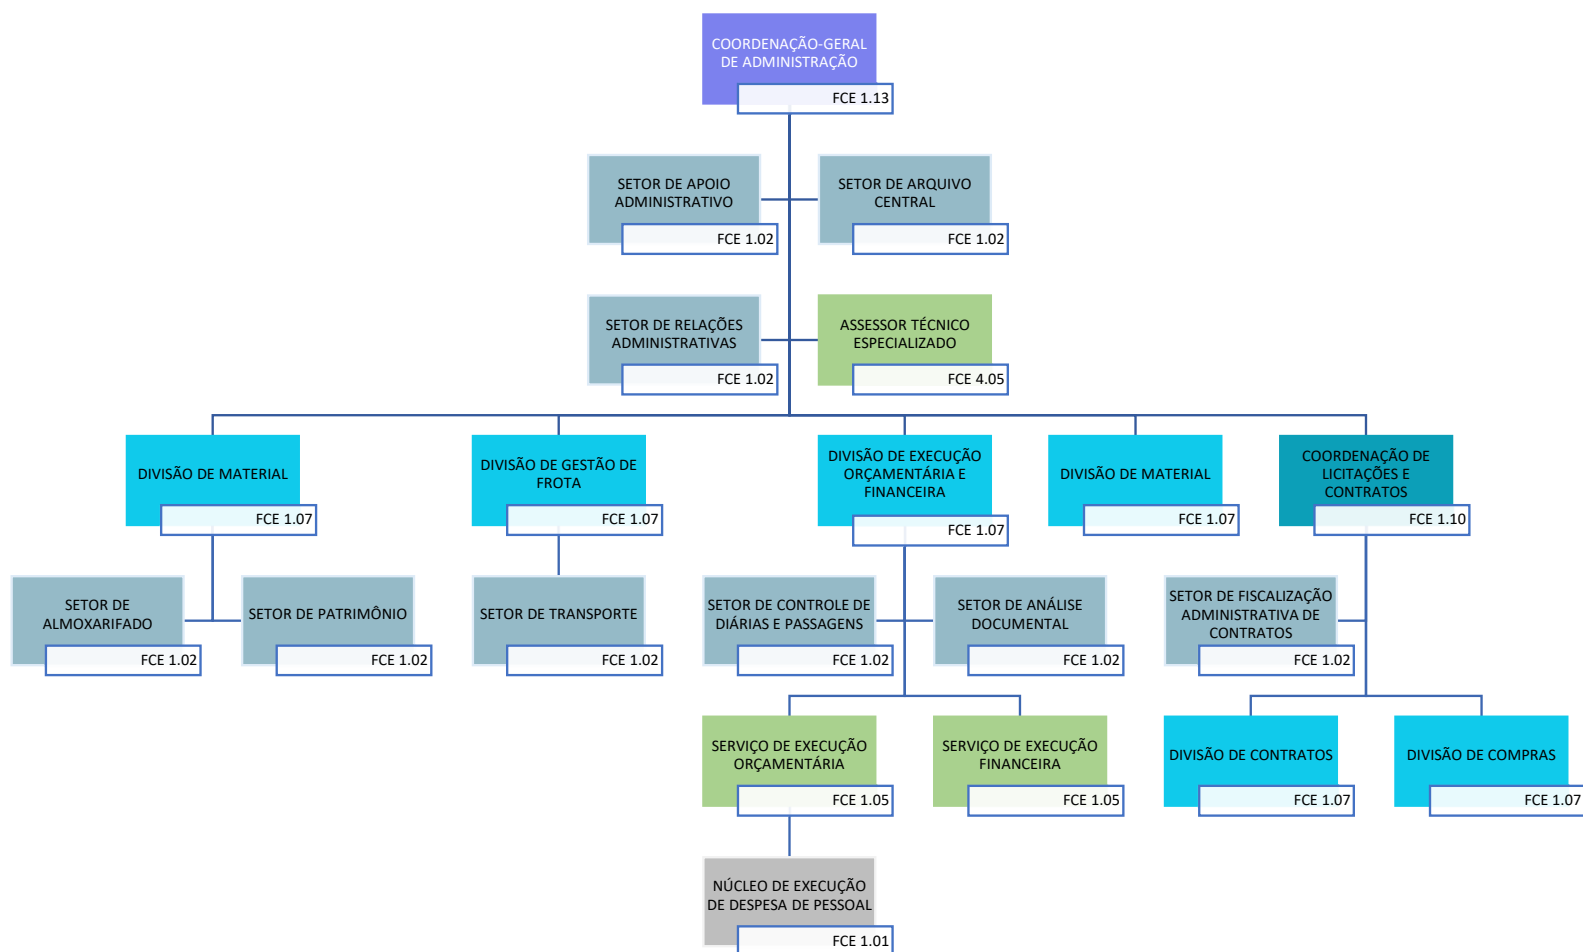 COORDENAÇÃO-GERAL
DE ADMINISTRAÇÃO
FCE 1.13
SETOR DE APOIO
ADMINISTRATIVO
FCE 1.02
SETOR DE ARQUIVO
CENTRAL
FCE 1.02
SETOR DE RELAÇÕES
ADMINISTRATIVAS
FCE 1.02
ASSESSOR TÉCNICO
ESPECIALIZADO
FCE 4.05
DIVISÃO DE MATERIAL
FCE 1.07
DIVISÃO DE GESTÃO DE
FROTA
FCE 1.07
DIVISÃO DE EXECUÇÃO
ORÇAMENTÁRIA E
FINANCEIRA
FCE 1.07
DIVISÃO DE MATERIAL
FCE 1.07
COORDENAÇÃO DE
LICITAÇÕES E
CONTRATOS
FCE 1.10
SETOR DE
ALMOXARIFADO
FCE 1.02
SETOR DE PATRIMÔNIO
FCE 1.02
SETOR DE TRANSPORTE
FCE 1.02
SETOR DE CONTROLE DE
DIÁRIAS E PASSAGENS
FCE 1.02
SETOR DE ANÁLISE
DOCUMENTAL
FCE 1.02
SETOR DE FISCALIZAÇÃO
ADMINISTRATIVA DE
CONTRATOS
FCE 1.02
SERVIÇO DE EXECUÇÃO
ORÇAMENTÁRIA
FCE 1.05
SERVIÇO DE EXECUÇÃO
FINANCEIRA
FCE 1.05
DIVISÃO DE CONTRATOS
FCE 1.07
DIVISÃO DE COMPRAS
FCE 1.07
NÚCLEO DE EXECUÇÃO
DE DESPESA DE PESSOAL
FCE 1.01